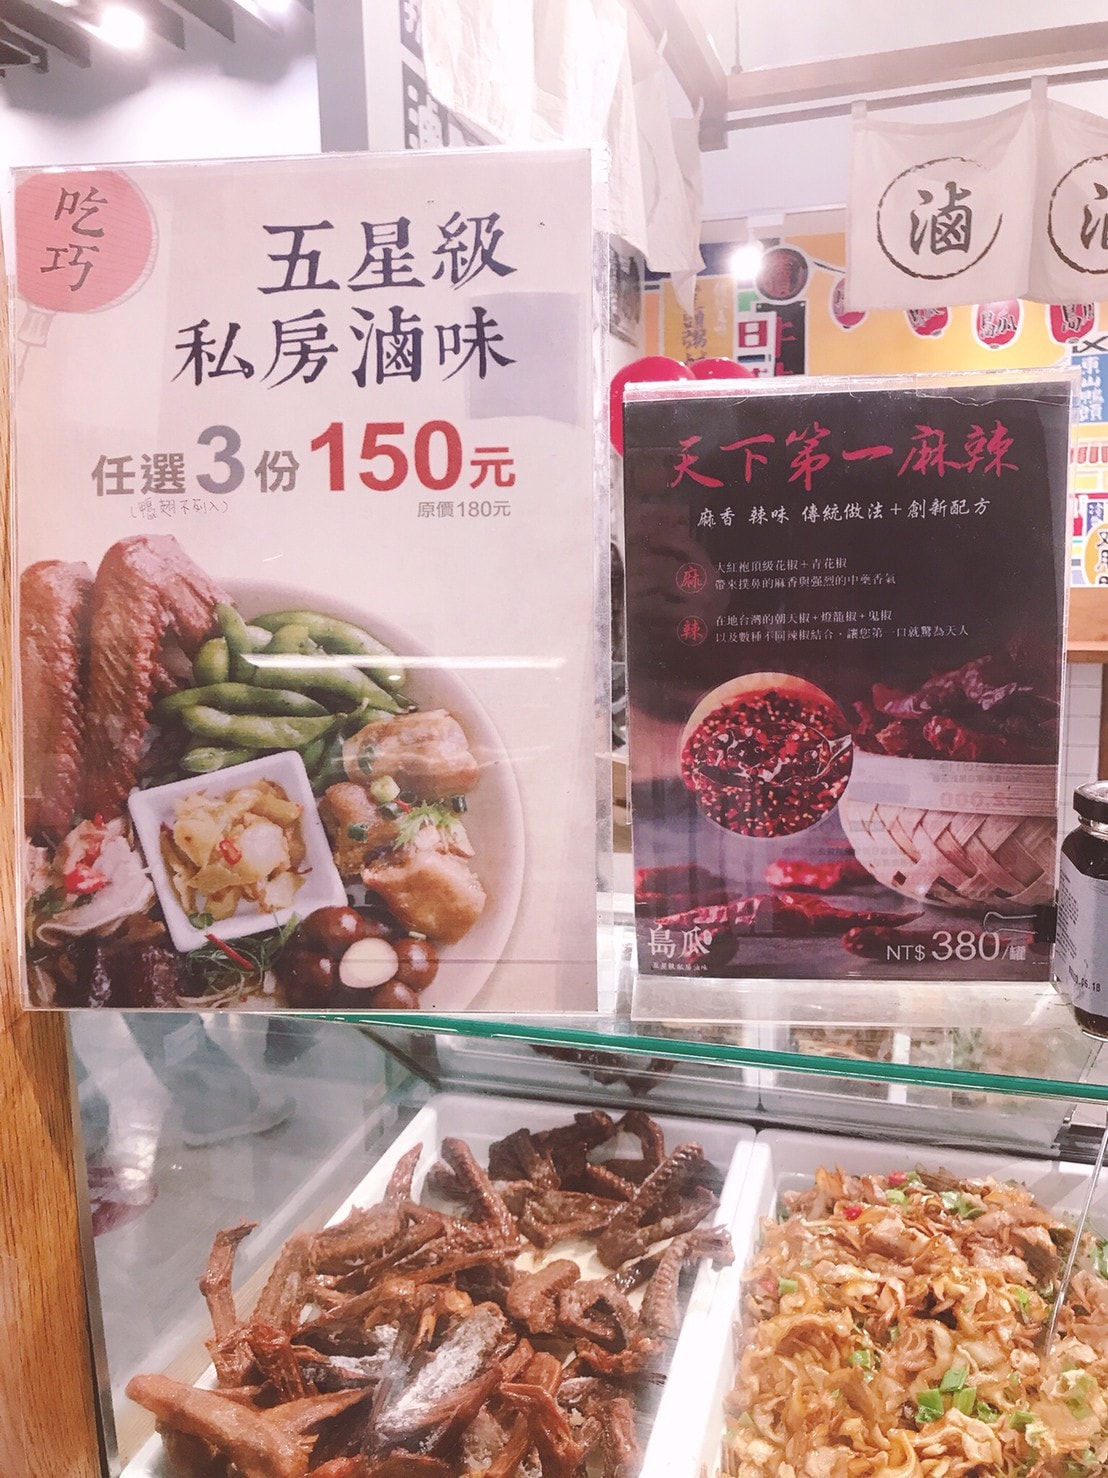 吃
巧
五星級
私房滷味
任選3份150元
(鴨翅不列入)
原價180元
滷
天下第一麻辣
麻香 辣味 傳統做法＋創新配方
麻
大紅袍頂級花椒＋青花椒
帶來撲鼻的麻香與強烈的中藥香氣
辣
在地台灣的朝天椒＋燈籠椒＋鬼椒
以及數種不同辣椒結合，讓您第一口就驚為天人
島瓜
五星級私房滷味
NT$ 380/罐
島瓜